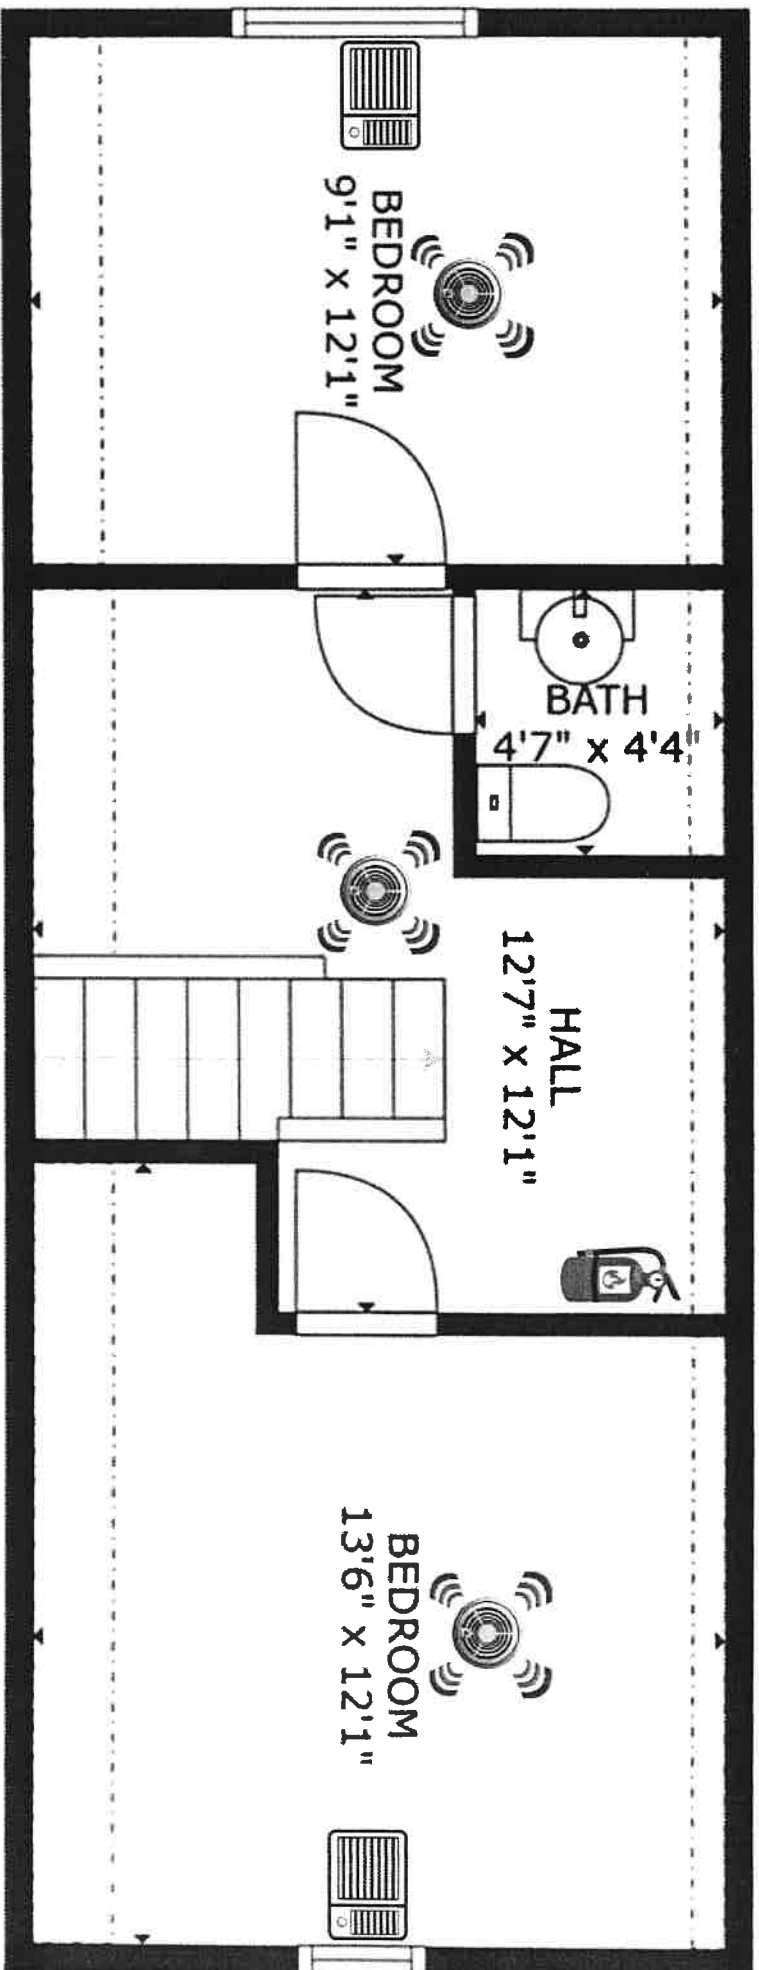 BEDROOM
9'1" x 12'1"
BATH
4'7" x 4'4"
HALL
12'7" x 12'1"
BEDROOM
13'6" x 12'1"